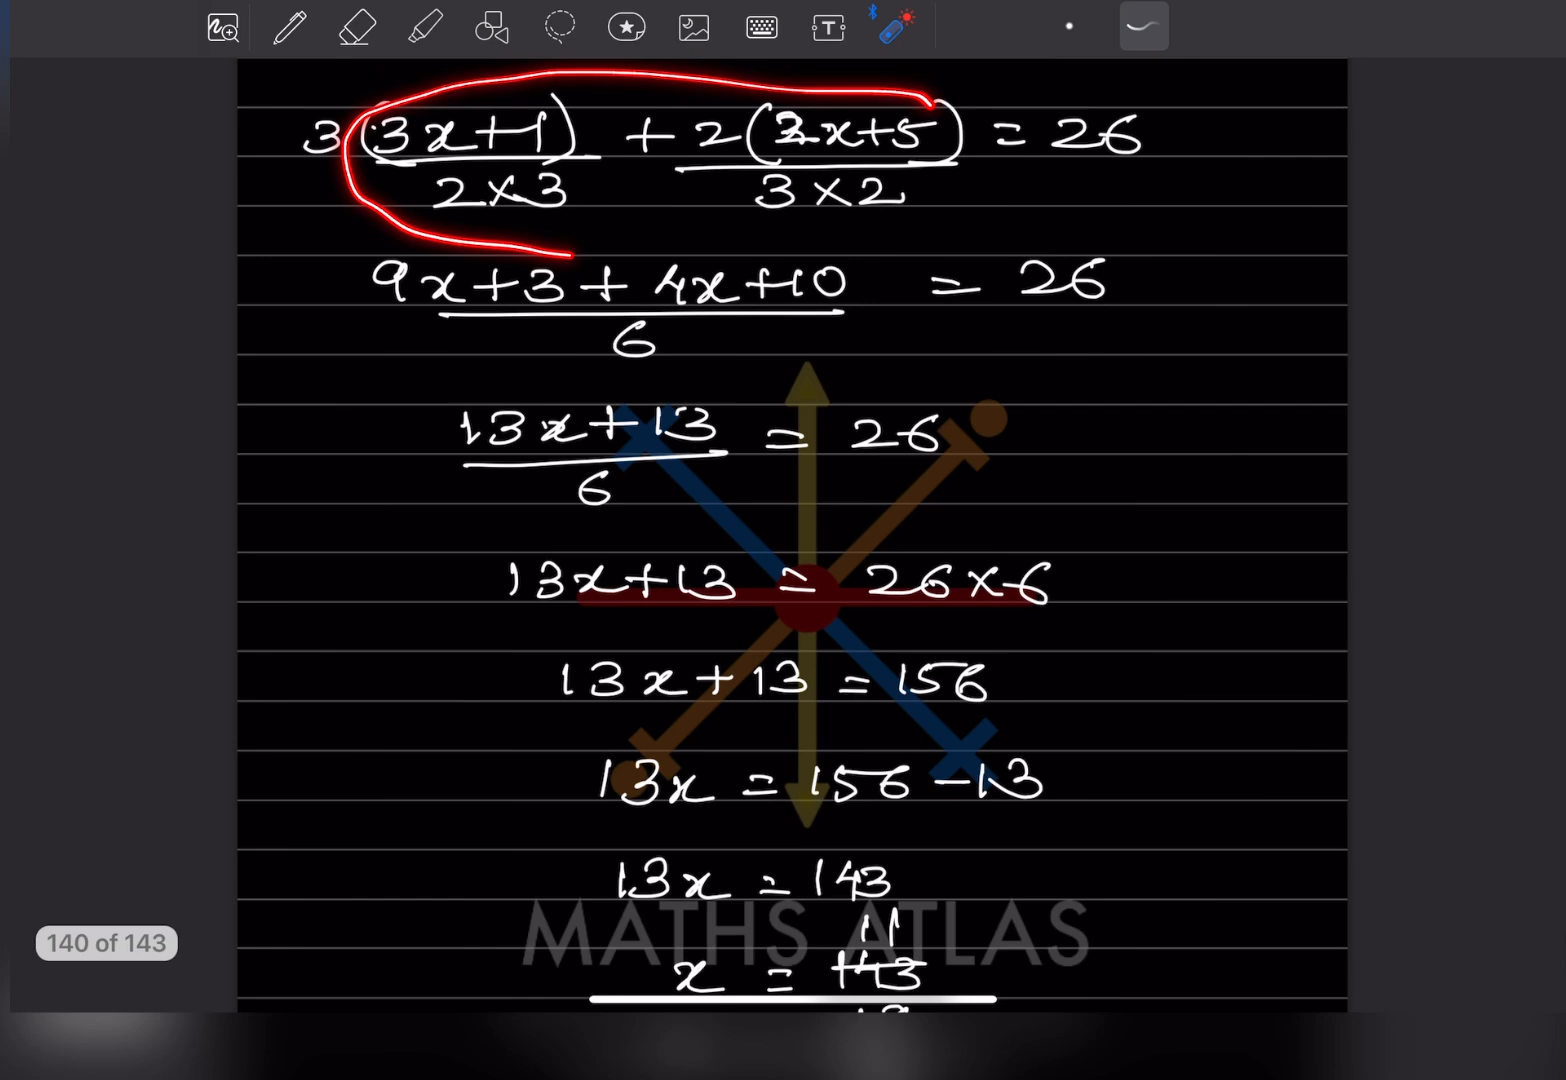 3(3x+1) + 2(2x+5) = 26
2×3 3×2
9x+3+4x+10 = 26
6
13x+13 = 26
6
13x+13 = 26×6
13x+13 = 156
13x = 156-13
13x = 143
11
x = 143
MATHS ATLAS
140 of 143